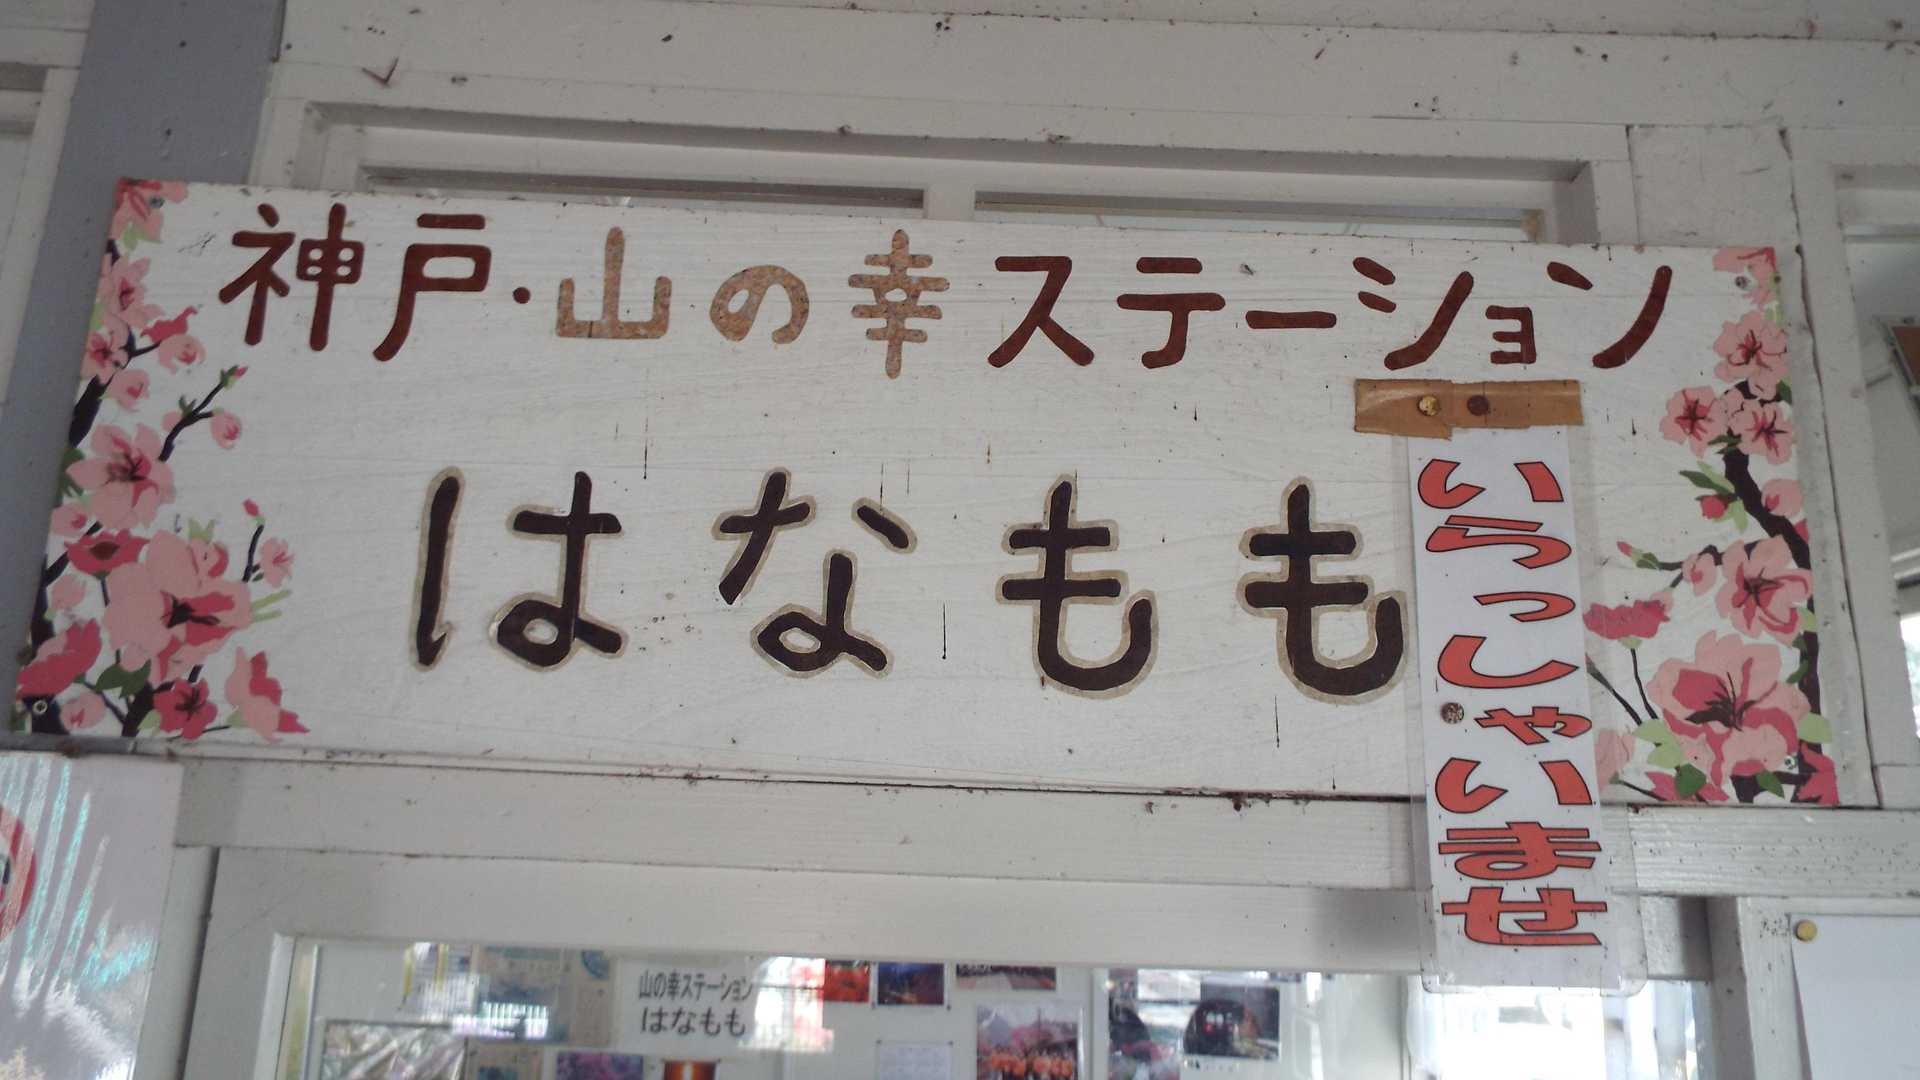 神戸・山の幸ステーション
はなもも
いらっしゃいませ
山の幸ステーション
はなもも